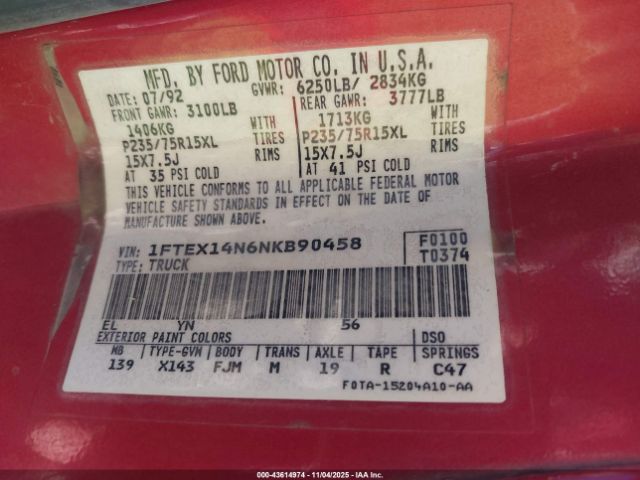 MFD. BY FORD MOTOR CO. IN U.S.A.
DATE: 07/92 GVWR: 6250LB/ 2834KG
FRONT GAWR: 3100LB REAR GAWR: 3777LB
1406KG WITH 1713KG WITH
P235/75R15XL TIRES P235/75R15XL TIRES
15X7.5J RIMS 15X7.5J RIMS
AT 35 PSI COLD AT 41 PSI COLD
THIS VEHICLE CONFORMS TO ALL APPLICABLE FEDERAL MOTOR
VEHICLE SAFETY STANDARDS IN EFFECT ON THE DATE OF
MANUFACTURE SHOWN ABOVE.
VIN: 1FTEX14N6NKB90458 F0100
TYPE: TRUCK T0374
EL YN 56
EXTERIOR PAINT COLORS DSO
WB TYPE-GVW BODY TRANS AXLE TAPE SPRINGS
139 X143 FJM M 19 R C47
F0TA-15204A10-AA
000-43614974 - 11/04/2025 - IAA Inc.